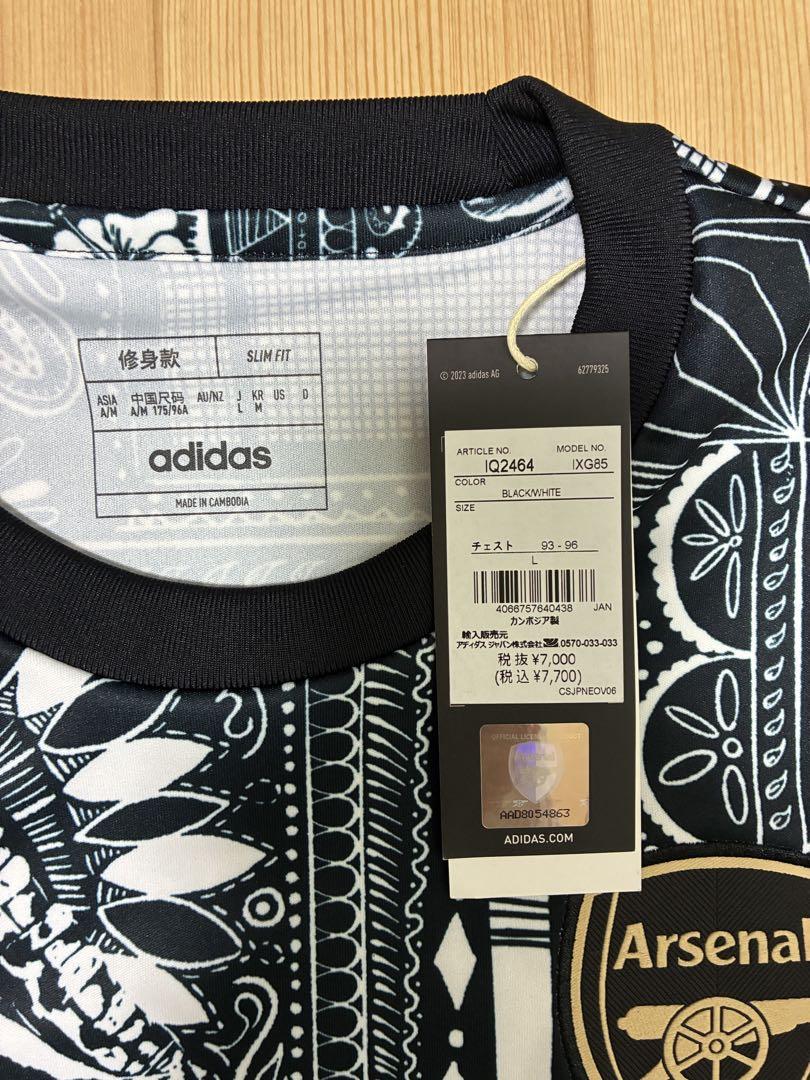 修身款 SLIM FIT
ASIA 中国尺码 AU/NZ J KR US D
A/M A/M 175/96A L M
adidas
MADE IN CAMBODIA
© 2023 adidas AG 62779325
ARTICLE NO. MODEL NO.
IQ2464 IXG85
COLOR
BLACK/WHITE
SIZE
チェスト 93 - 96
L
4066757640438 JAN
カンボジア製
輸入販売元
アディダス ジャパン株式会社 0570-033-033
税抜 ¥7,000
(税込 ¥7,700)
CSJPNEOV06
OFFICIAL LICENSED PRODUCT
Arsenal
AAD8054863
ADIDAS.COM
Arsenal